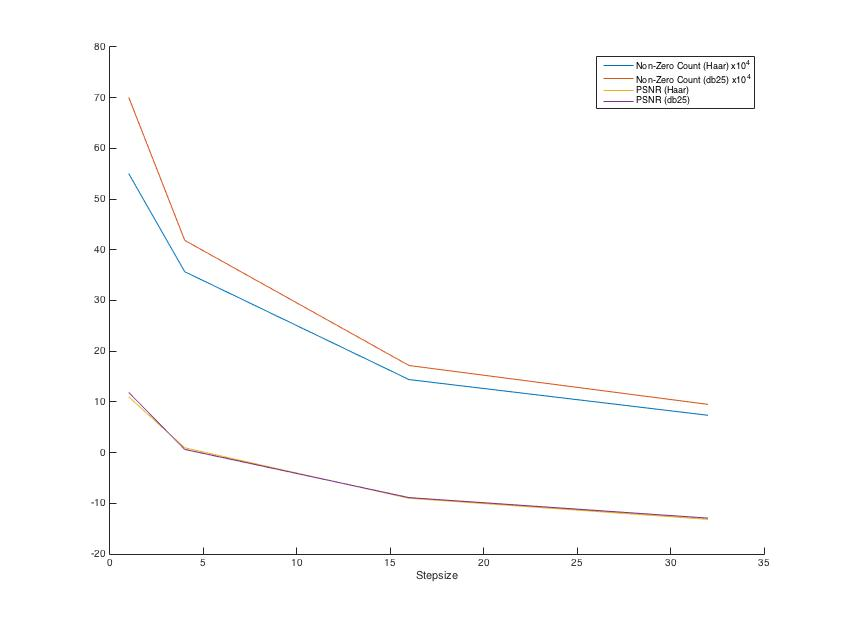 80
70
60
50
40
30
20
10
0
-10
-20
0 5 10 15 20 25 30 35
Stepsize
Non-Zero Count (Haar) x10^4
Non-Zero Count (db25) x10^4
PSNR (Haar)
PSNR (db25)